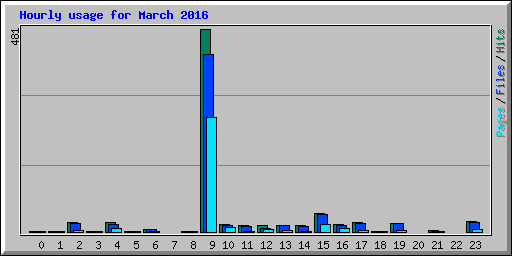 Hourly usage for March 2016
481
Pages/Files/Hits
0 1 2 3 4 5 6 7 8 9 10 11 12 13 14 15 16 17 18 19 20 21 22 23